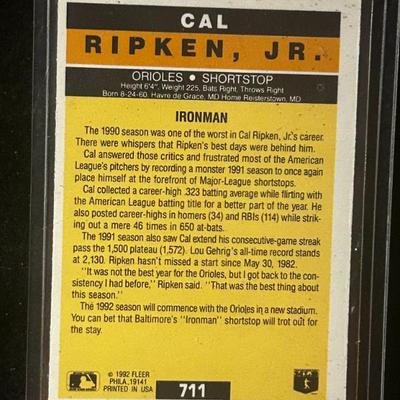 CAL
RIPKEN, JR.
ORIOLES • SHORTSTOP
Height 6'4", Weight 225, Bats Right, Throws Right
Born 8-24-60, Havre de Grace, MD Home Reisterstown, MD
IRONMAN
The 1990 season was one of the worst in Cal Ripken, Jr.'s career.
There were whispers that Ripken's best days were behind him.
Cal answered those critics and frustrated most of the American
League's pitchers by recording a monster 1991 season to once again
place himself at the forefront of Major-League shortstops.
Cal collected a career-high .323 batting average while flirting with
the American League batting title for a better part of the year. He
also posted career-highs in homers (34) and RBIs (114) while strik-
ing out a mere 46 times in 650 at-bats.
The 1991 season also saw Cal extend his consecutive-game streak
pass the 1,500 plateau (1,572). Lou Gehrig's all-time record stands
at 2,130. Ripken hasn't missed a start since May 30, 1982.
"It was not the best year for the Orioles, but I got back to the con-
sistency I had before," Ripken said. "That was the best thing about
this season."
The 1992 season will commence with the Orioles in a new stadium.
You can bet that Baltimore's "Ironman" shortstop will trot out for
the stay.
© 1992 FLEER
PHILA, 19141
PRINTED IN USA
711